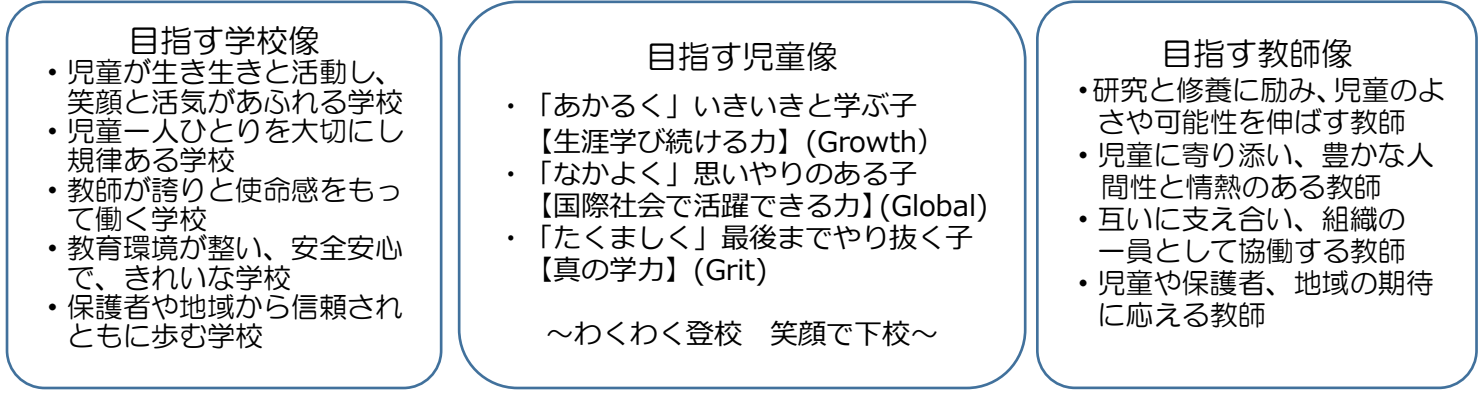 目指す学校像
・児童が生き生きと活動し、
笑顔と活気があふれる学校
・児童一人ひとりを大切にし
規律ある学校
・教師が誇りと使命感をもっ
て働く学校
・教育環境が整い、安全安心
で、きれいな学校
・保護者や地域から信頼され
ともに歩む学校
目指す児童像
・「あかるく」いきいきと学ぶ子
【生涯学び続ける力】(Growth）
・「なかよく」思いやりのある子
【国際社会で活躍できる力】(Global)
・「たくましく」最後までやり抜く子
【真の学力】(Grit)
～わくわく登校　笑顔で下校～
目指す教師像
・研究と修養に励み、児童のよ
さや可能性を伸ばす教師
・児童に寄り添い、豊かな人
間性と情熱のある教師
・互いに支え合い、組織の
一員として協働する教師
・児童や保護者、地域の期待
に応える教師